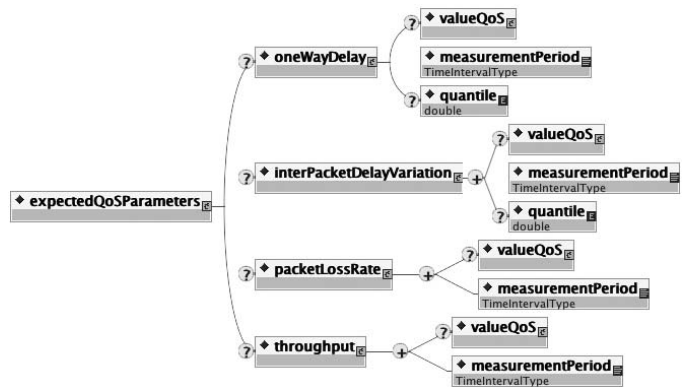 valueQoS
oneWayDelay
measurementPeriod
TimeIntervalType
quantile
double
valueQoS
interPacketDelayVariation
measurementPeriod
TimeIntervalType
expectedQoSParameters
quantile
double
valueQoS
packetLossRate
measurementPeriod
TimeIntervalType
valueQoS
throughput
measurementPeriod
TimeIntervalType